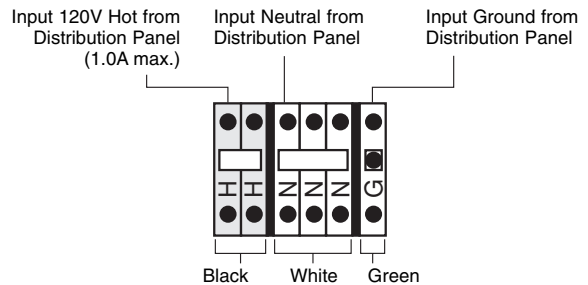 Input 120V Hot from
Distribution Panel
(1.0A max.)
Input Neutral from
Distribution Panel
Input Ground from
Distribution Panel
H H N N N G
Black White Green